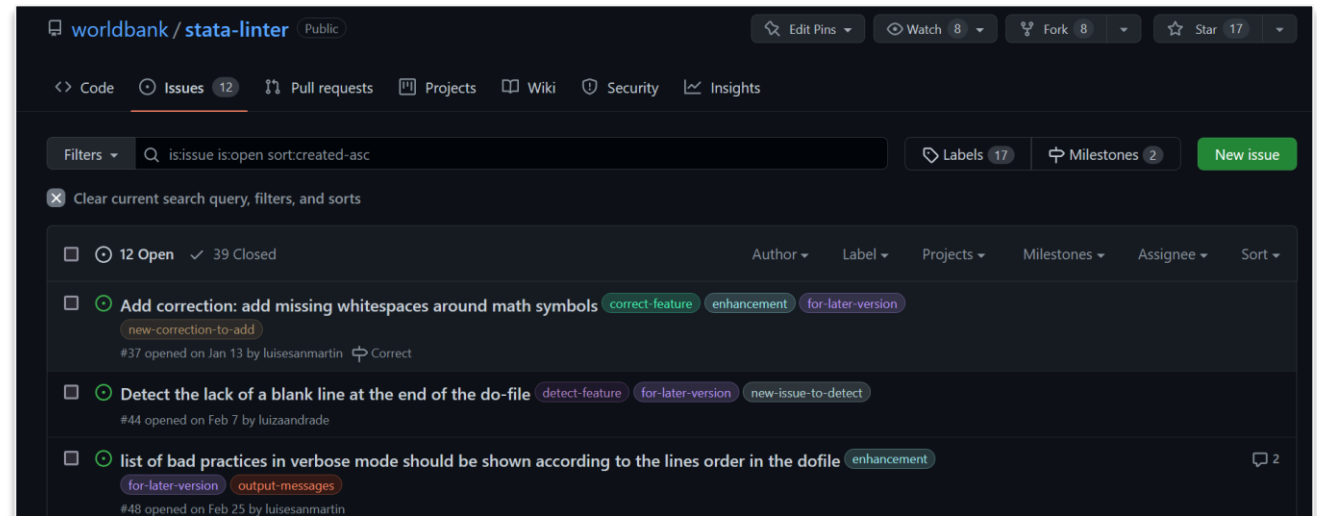 worldbank / stata-linter Public Edit Pins Watch 8 Fork 8 Star 17
Code Issues 12 Pull requests Projects Wiki Security Insights
Filters is:issue is:open sort:created-asc Labels 17 Milestones 2 New issue
Clear current search query, filters, and sorts
12 Open 39 Closed Author Label Projects Milestones Assignee Sort
Add correction: add missing whitespaces around math symbols correct-feature enhancement for-later-version
new-correction-to-add
#37 opened on Jan 13 by luisesanmartin Correct
Detect the lack of a blank line at the end of the do-file detect-feature for-later-version new-issue-to-detect
#44 opened on Feb 7 by luizaandrade
list of bad practices in verbose mode should be shown according to the lines order in the dofile enhancement 2
for-later-version output-messages
#48 opened on Feb 25 by luisesanmartin